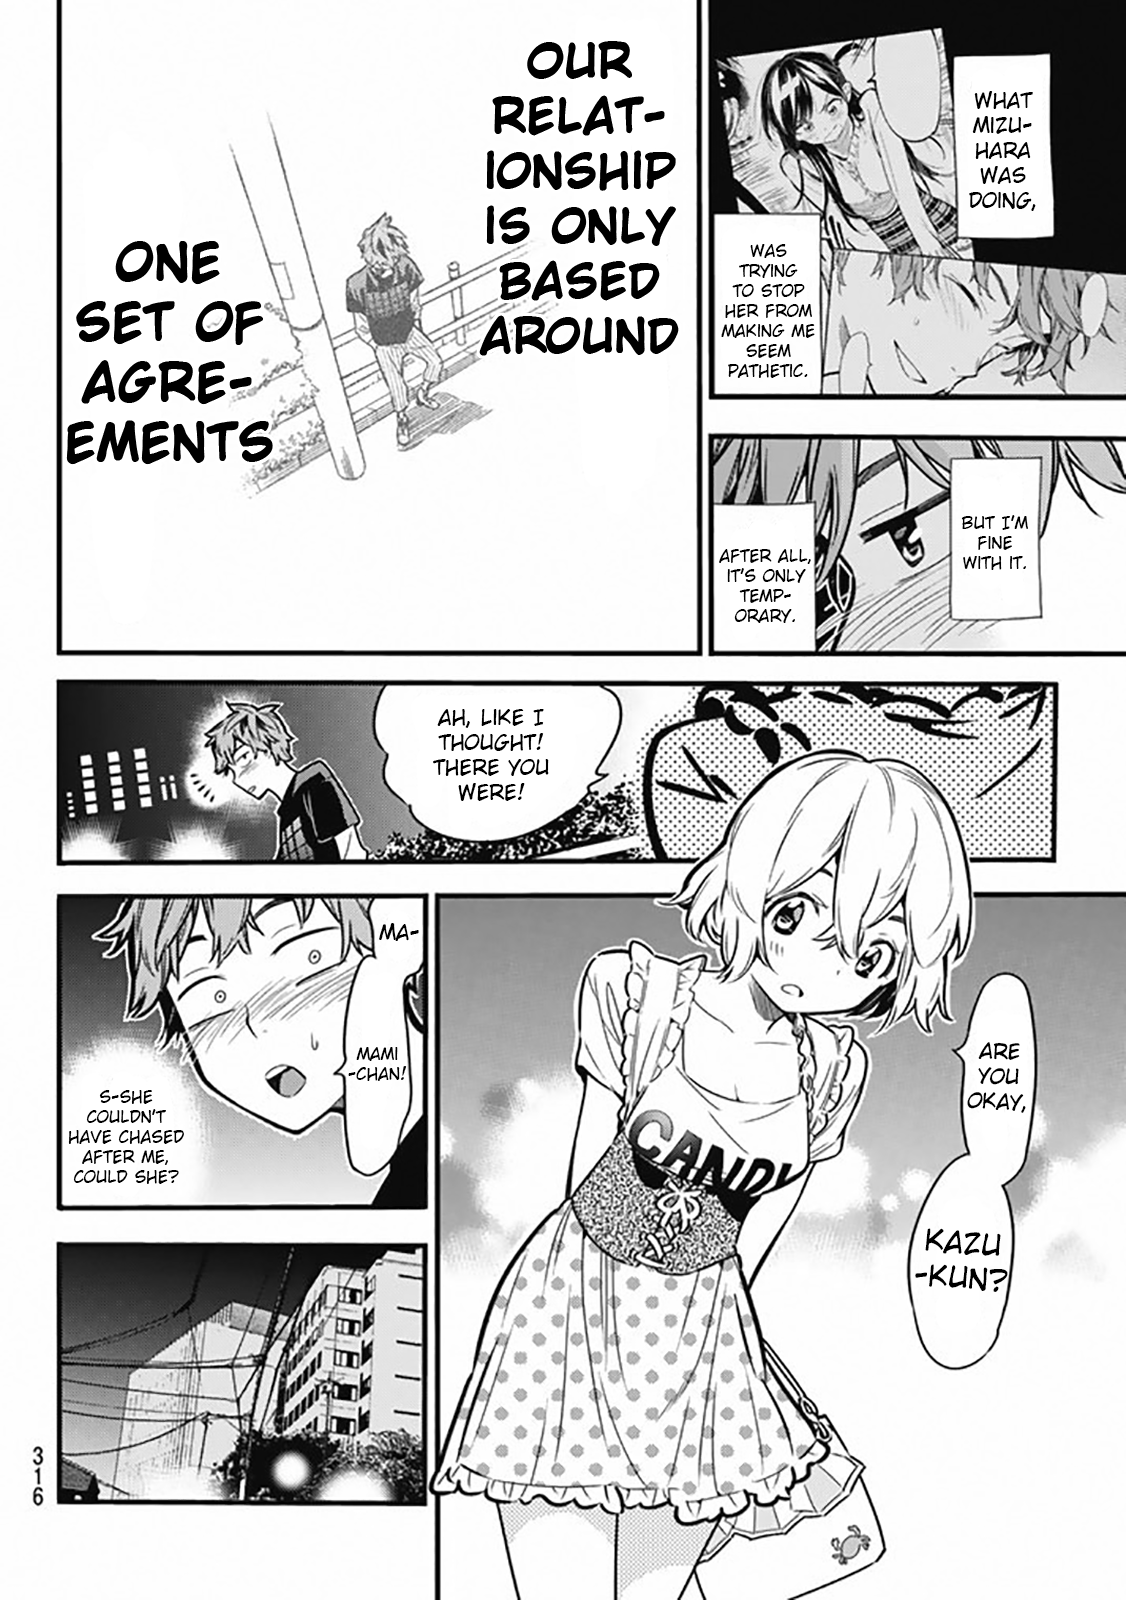 WHAT
MIZU-
HARA
WAS
DOING,
WAS
TRYING
TO STOP
HER FROM
MAKING ME
SEEM
PATHETIC.
BUT I'M
FINE
WITH IT.
AFTER ALL,
IT'S ONLY
TEMP-
ORARY.
OUR
RELAT-
IONSHIP
IS ONLY
BASED
AROUND
ONE
SET OF
AGRE-
EMENTS
AH, LIKE I
THOUGHT!
THERE YOU
WERE!
ARE
YOU
OKAY,
KAZU
-KUN?
CANDY
MA-
MAMI
-CHAN!
S-SHE
COULDN'T
HAVE CHASED
AFTER ME,
COULD SHE?
316